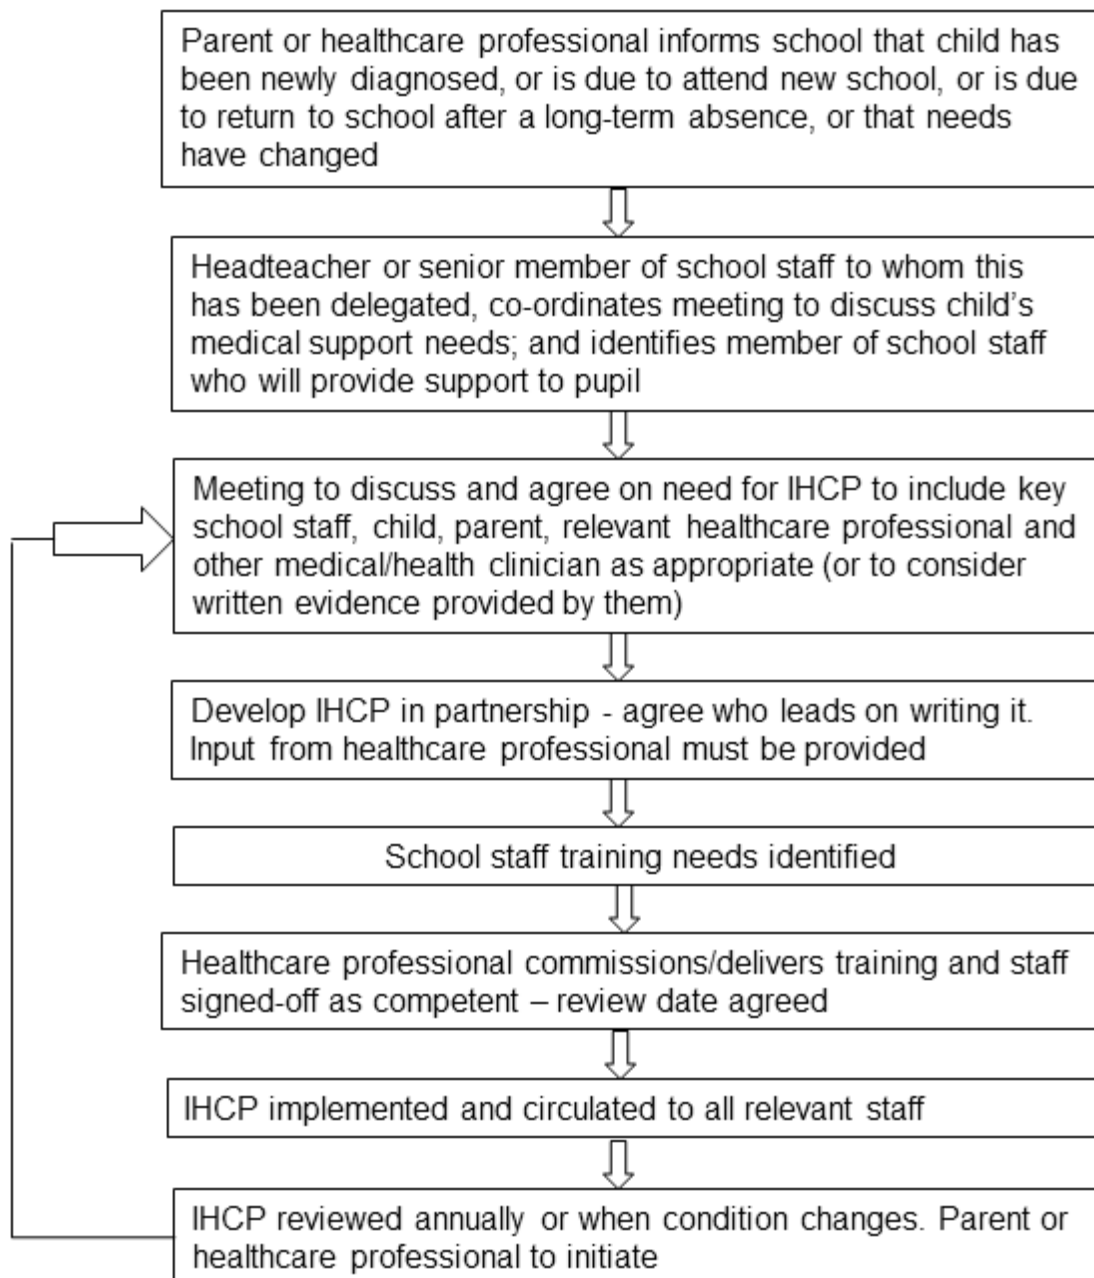 Parent or healthcare professional informs school that child has
been newly diagnosed, or is due to attend new school, or is due
to return to school after a long-term absence, or that needs
have changed
Headteacher or senior member of school staff to whom this
has been delegated, co-ordinates meeting to discuss child's
medical support needs; and identifies member of school staff
who will provide support to pupil
Meeting to discuss and agree on need for IHCP to include key
school staff, child, parent, relevant healthcare professional and
other medical/health clinician as appropriate (or to consider
written evidence provided by them)
Develop IHCP in partnership - agree who leads on writing it.
Input from healthcare professional must be provided
School staff training needs identified
Healthcare professional commissions/delivers training and staff
signed-off as competent – review date agreed
IHCP implemented and circulated to all relevant staff
IHCP reviewed annually or when condition changes. Parent or
healthcare professional to initiate